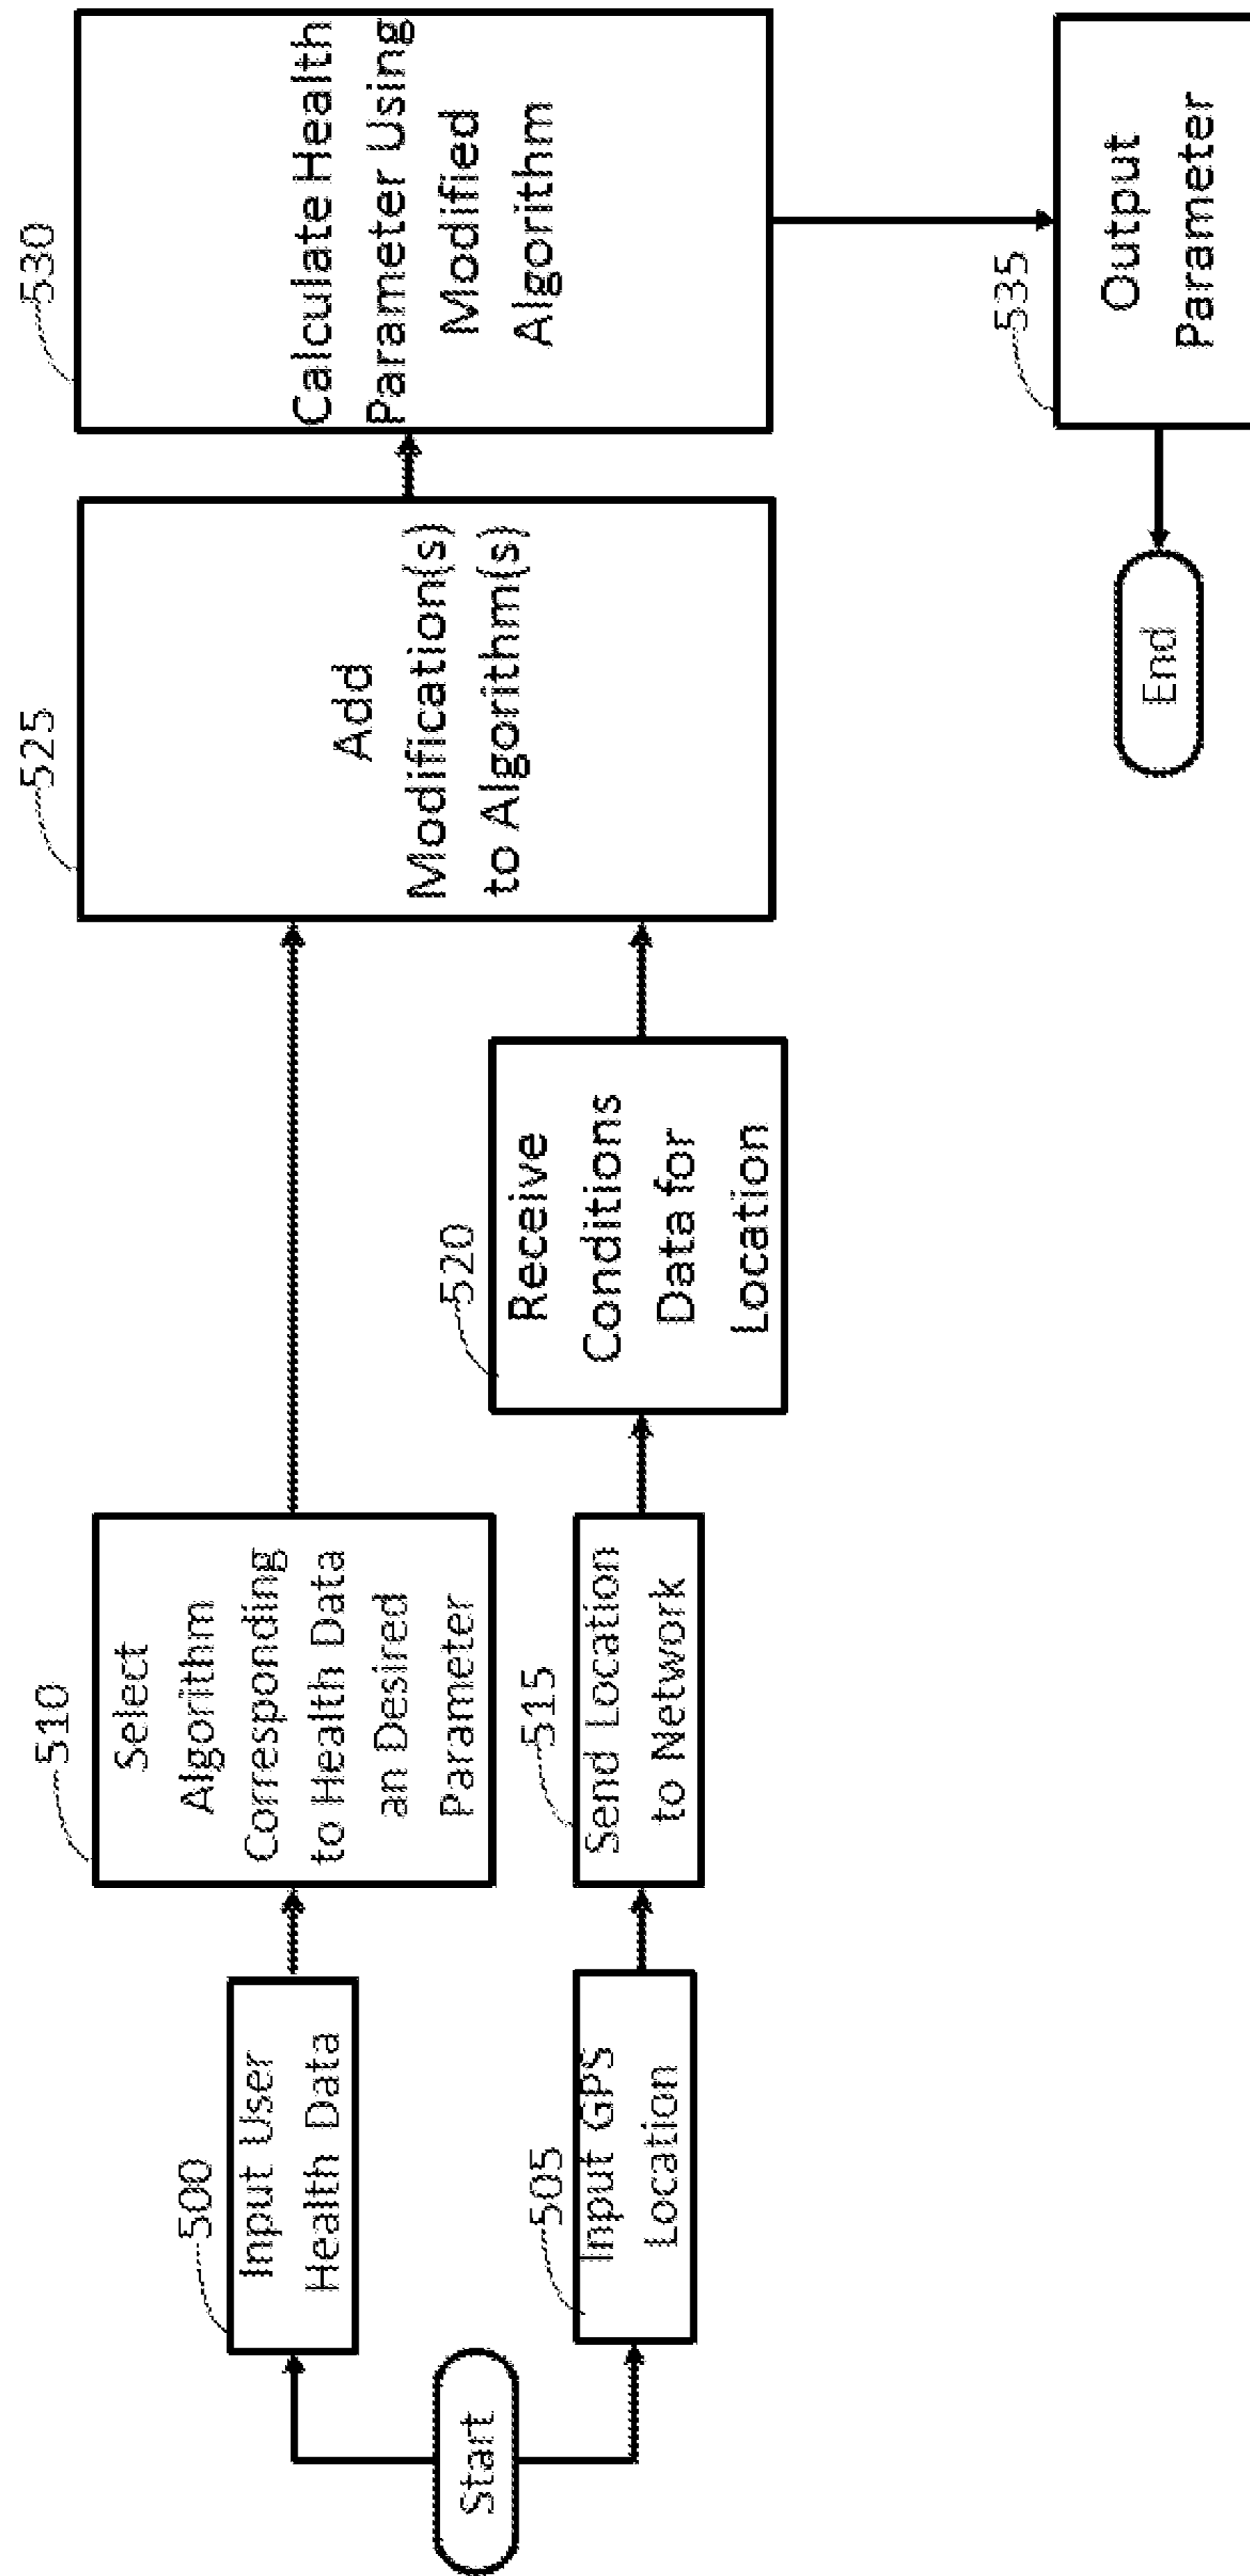 Start
500
Input User
Health Data
505
Input GPS
Location
510
Select
Algorithm
Corresponding
to Health Data
an Desired
Parameter
515
Send Location
to Network
520
Receive
Conditions
Data for
Location
525
Add
Modification(s)
to Algorithm(s)
530
Calculate Health
Parameter Using
Modified
Algorithm
535
Output
Parameter
End